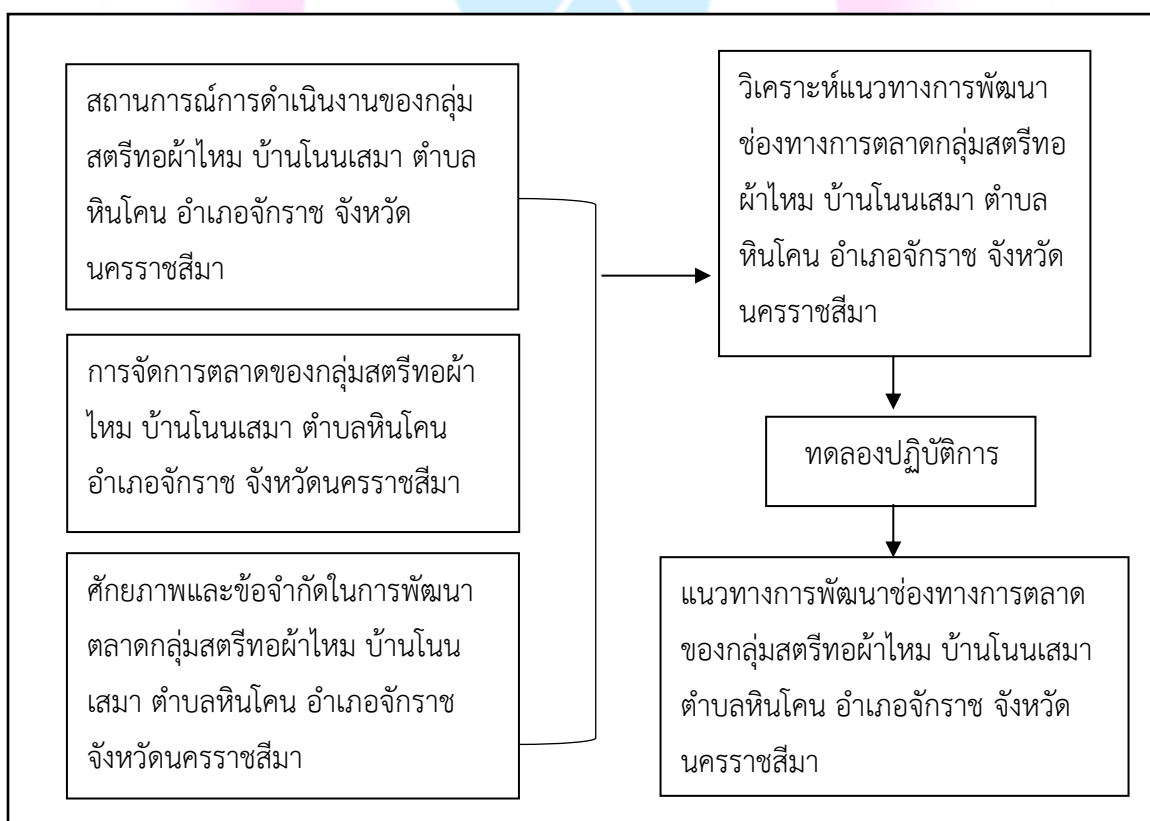 สถานการณ์การดำเนินงานของกลุ่ม
สตรีทอผ้าไหม บ้านโนนเสมา ตำบล
หินโคน อำเภอจักราช จังหวัด
นครราชสีมา
การจัดการตลาดของกลุ่มสตรีทอผ้า
ไหม บ้านโนนเสมา ตำบลหินโคน
อำเภอจักราช จังหวัดนครราชสีมา
ศักยภาพและข้อจำกัดในการพัฒนา
ตลาดกลุ่มสตรีทอผ้าไหม บ้านโนน
เสมา ตำบลหินโคน อำเภอจักราช
จังหวัดนครราชสีมา
วิเคราะห์แนวทางการพัฒนา
ช่องทางการตลาดกลุ่มสตรีทอ
ผ้าไหม บ้านโนนเสมา ตำบล
หินโคน อำเภอจักราช จังหวัด
นครราชสีมา
ทดลองปฏิบัติการ
แนวทางการพัฒนาช่องทางการตลาด
ของกลุ่มสตรีทอผ้าไหม บ้านโนนเสมา
ตำบลหินโคน อำเภอจักราช จังหวัด
นครราชสีมา